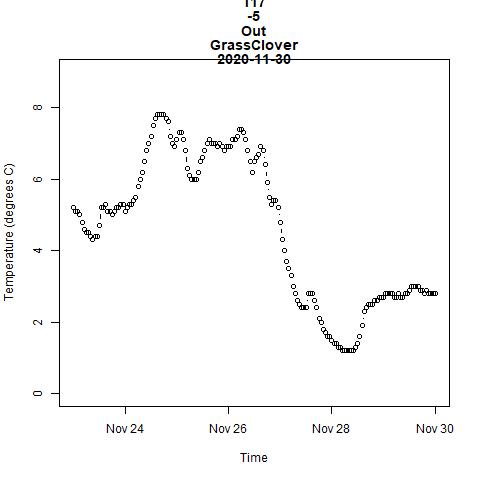 T17
-5
Out
GrassClover
2020-11-30
Temperature (degrees C)
8
6
4
2
0
Nov 24
Nov 26
Nov 28
Nov 30
Time